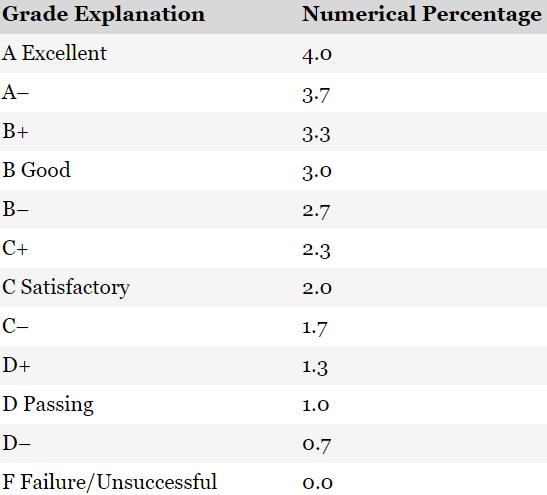 Grade Explanation Numerical Percentage
A Excellent 4.0
A– 3.7
B+ 3.3
B Good 3.0
B– 2.7
C+ 2.3
C Satisfactory 2.0
C– 1.7
D+ 1.3
D Passing 1.0
D– 0.7
F Failure/Unsuccessful 0.0